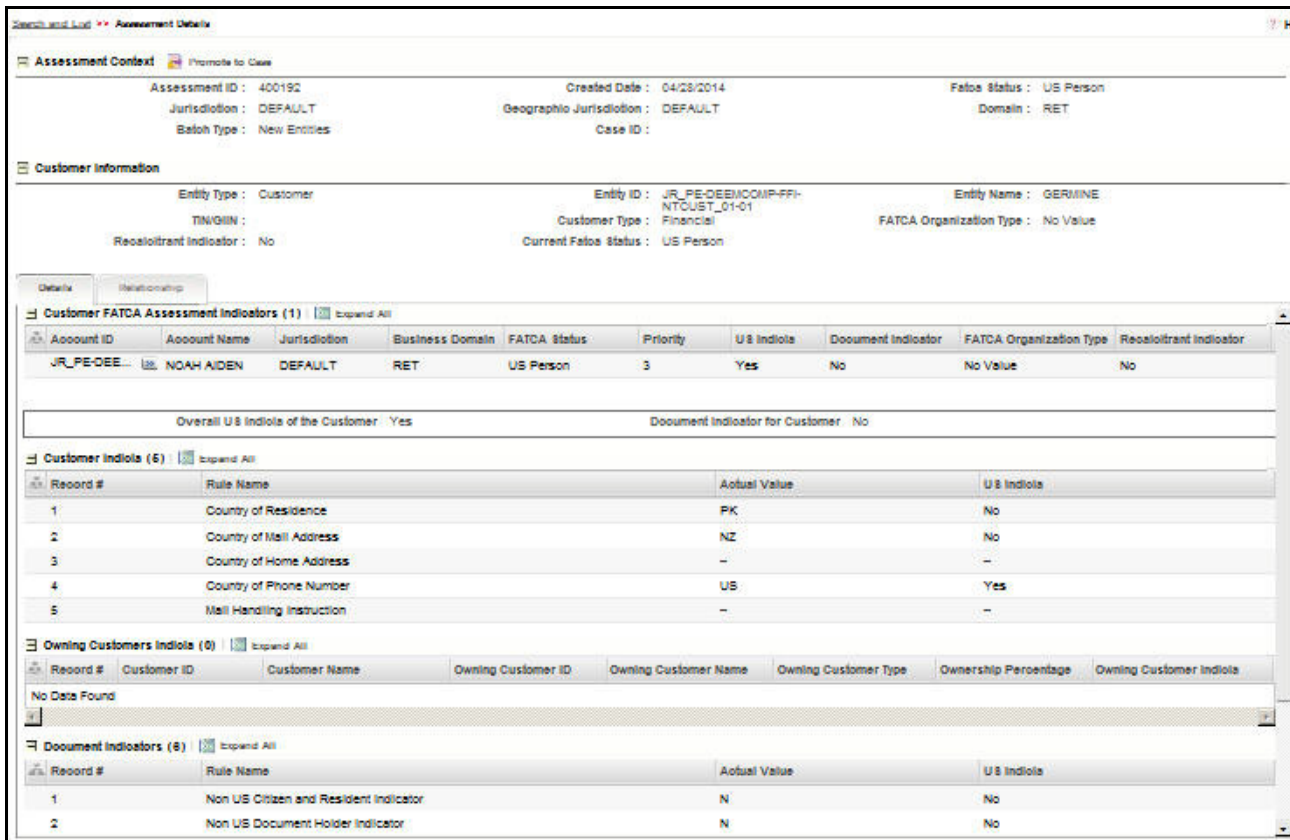 Search and List >> Assessment Details ? H
Assessment Context Promote to Case
Assessment ID : 400192 Created Date : 04/28/2014 Fatca Status : US Person
Jurisdiction : DEFAULT Geographic Jurisdiction : DEFAULT Domain : RET
Batch Type : New Entities Case ID :
Customer Information
Entity Type : Customer Entity ID : JR_PE-DEEMCOMP-FFI- Entity Name : GERMINE
NTCUST_01-01
TIN/GIIN : Customer Type : Financial FATCA Organization Type : No Value
Recalcitrant Indicator : No Current Fatca Status : US Person
Details Relationship
Customer FATCA Assessment Indicators (1) Expand All
Account ID Account Name Jurisdiction Business Domain FATCA Status Priority US Indicia Document Indicator FATCA Organization Type Recalcitrant Indicator
JR_PE-DEE... NOAH AIDEN DEFAULT RET US Person 3 Yes No No Value No
Overall US Indicia of the Customer Yes Document Indicator for Customer No
Customer Indicia (5) Expand All
Record # Rule Name Actual Value US Indicia
1 Country of Residence PK No
2 Country of Mail Address NZ No
3 Country of Home Address -- --
4 Country of Phone Number US Yes
5 Mail Handling Instruction -- --
Owning Customers Indicia (0) Expand All
Record # Customer ID Customer Name Owning Customer ID Owning Customer Name Owning Customer Type Ownership Percentage Owning Customer Indicia
No Data Found
Document Indicators (6) Expand All
Record # Rule Name Actual Value US Indicia
1 Non US Citizen and Resident Indicator N No
2 Non US Document Holder Indicator N No